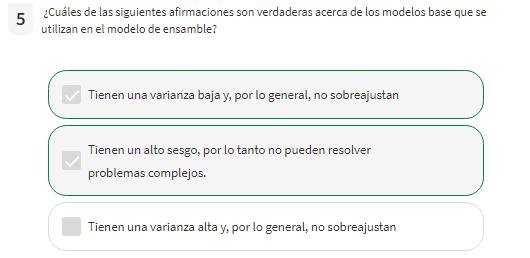 5
¿Cuáles de las siguientes afirmaciones son verdaderas acerca de los modelos base que se
utilizan en el modelo de ensamble?
Tienen una varianza baja y, por lo general, no sobreajustan
Tienen un alto sesgo, por lo tanto no pueden resolver
problemas complejos.
Tienen una varianza alta y, por lo general, no sobreajustan